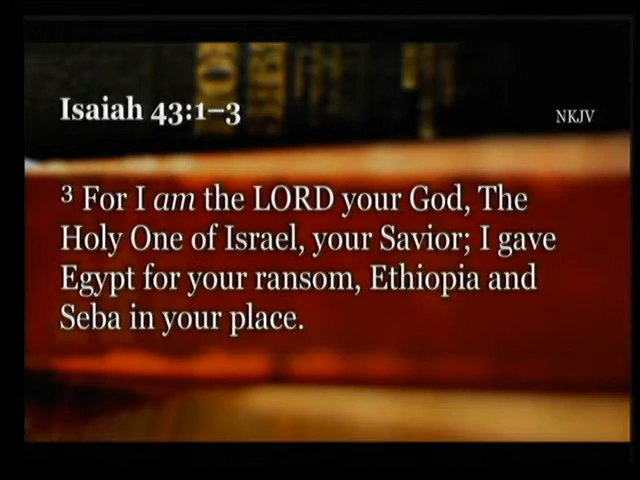 Isaiah 43:1–3
NKJV
3 For I am the LORD your God, The
Holy One of Israel, your Savior; I gave
Egypt for your ransom, Ethiopia and
Seba in your place.